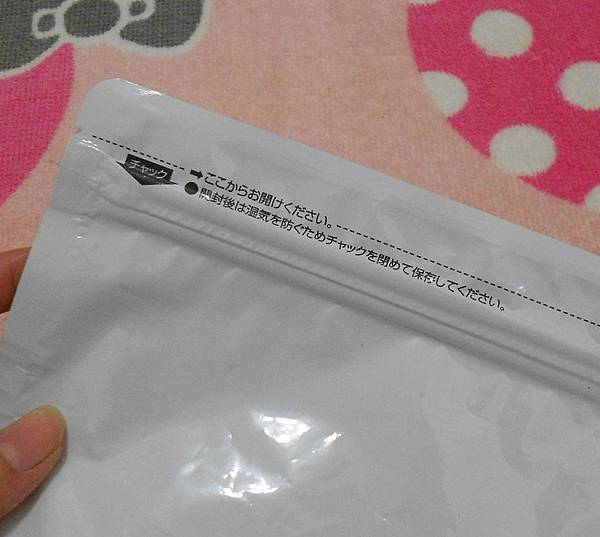 チャック
➡ここからお開けください。
●開封後は湿気を防ぐためチャックを閉めて保存してください。